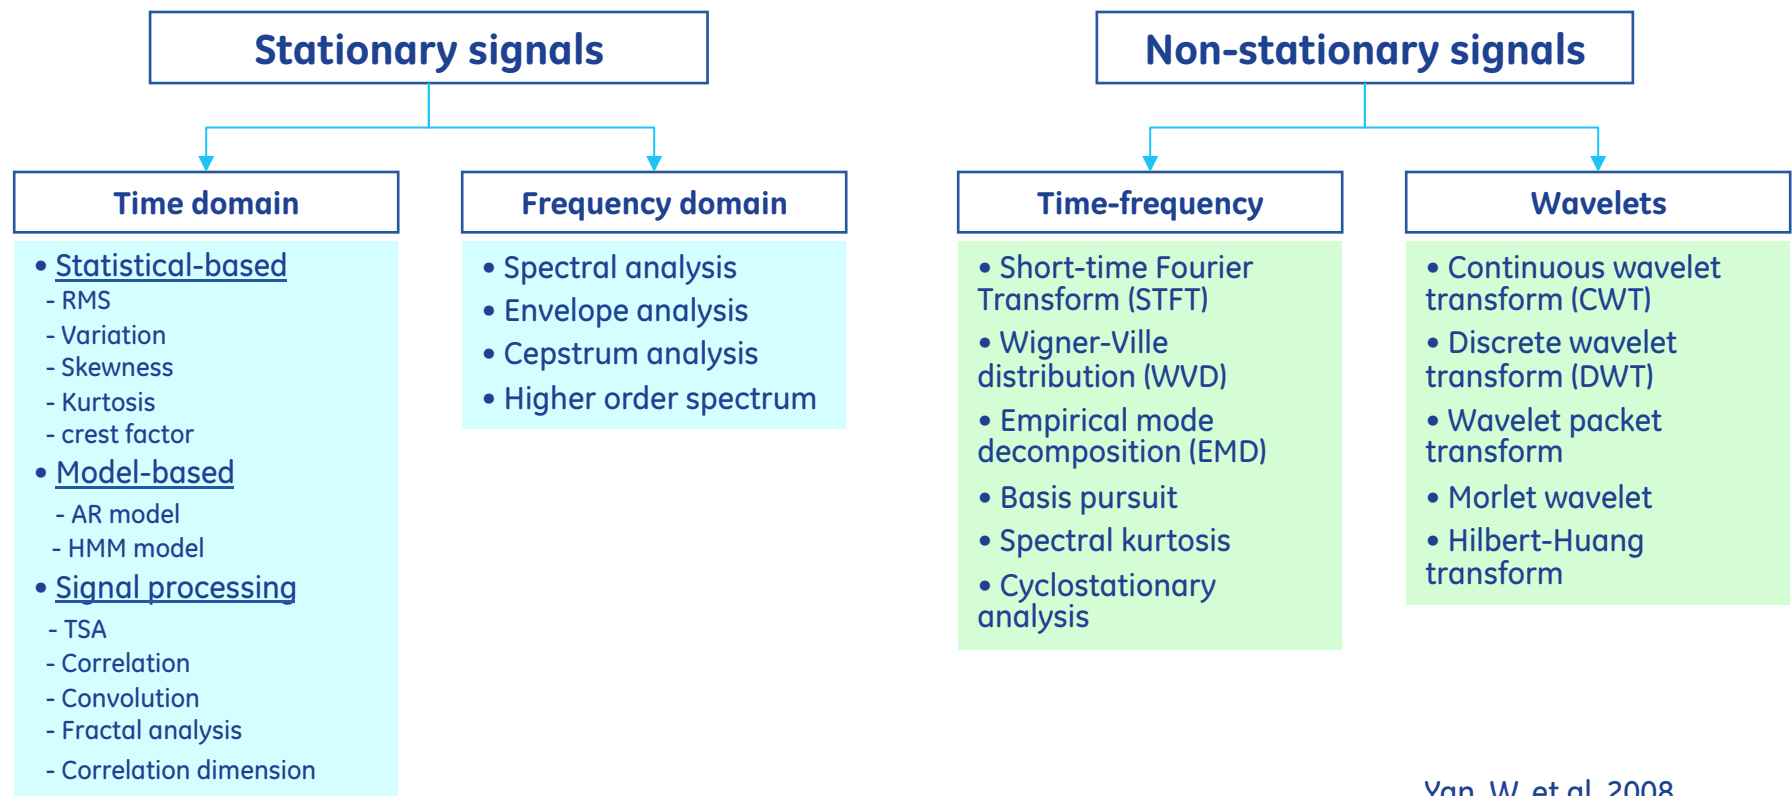 Stationary signals
Time domain
• Statistical-based
- RMS
- Variation
- Skewness
- Kurtosis
- crest factor
• Model-based
- AR model
- HMM model
• Signal processing
- TSA
- Correlation
- Convolution
- Fractal analysis
- Correlation dimension
Frequency domain
• Spectral analysis
• Envelope analysis
• Cepstrum analysis
• Higher order spectrum
Non-stationary signals
Time-frequency
• Short-time Fourier
Transform (STFT)
• Wigner-Ville
distribution (WVD)
• Empirical mode
decomposition (EMD)
• Basis pursuit
• Spectral kurtosis
• Cyclostationary
analysis
Wavelets
• Continuous wavelet
transform (CWT)
• Discrete wavelet
transform (DWT)
• Wavelet packet
transform
• Morlet wavelet
• Hilbert-Huang
transform
Yan, W. et al. 2008